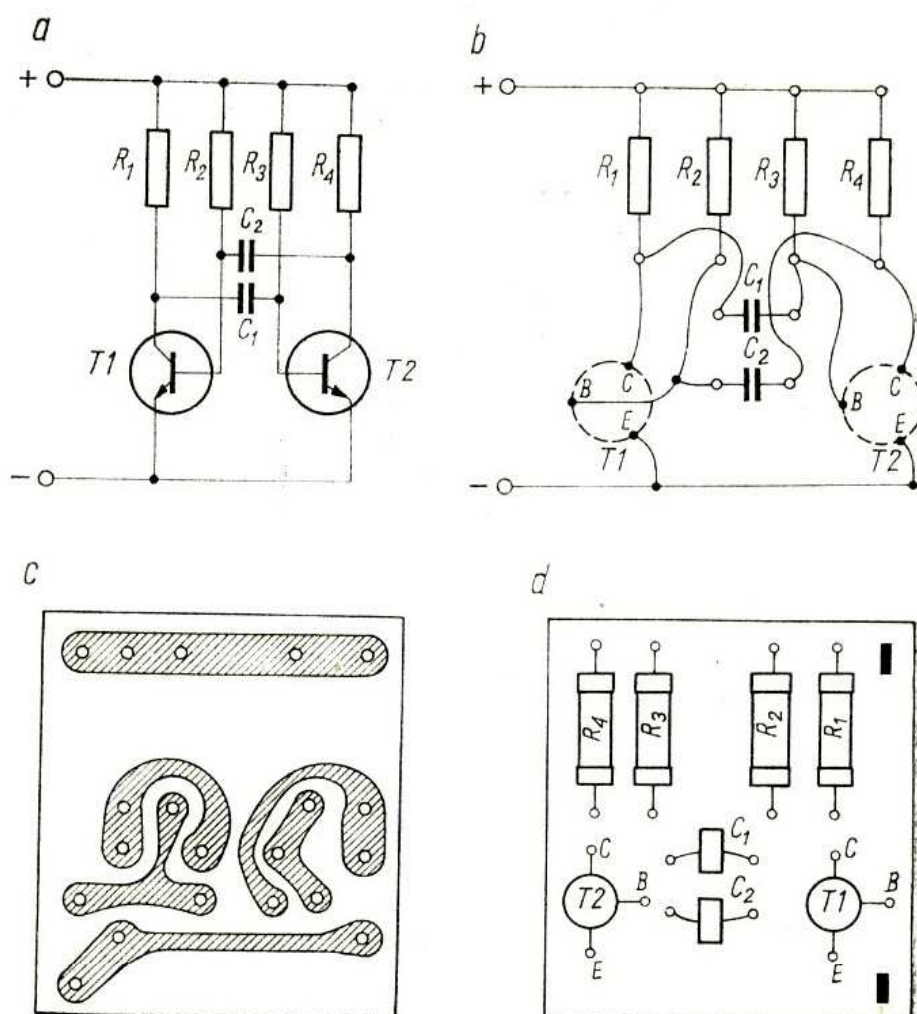 a
+
R1 R2 R3 R4
C2
C1
T1 T2
−
b
+
R1 R2 R3 R4
C1
C2
B C E T1
B C E T2
−
c
d
R4 R3 R2 R1
C1
C2
C B E T2
C B E T1